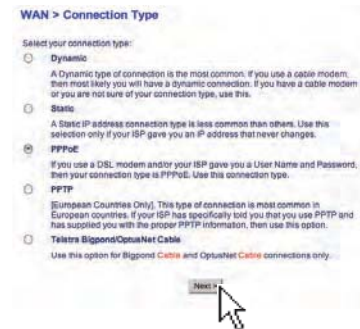 WAN > Connection Type
Select your connection type:
Dynamic
A Dynamic type of connection is the most common. If you use a cable modem,
then most likely you will have a dynamic connection. If you have a cable modem
or you are not sure of your connection type, use this.
Static
A Static IP address connection type is less common than others. Use this
selection only if your ISP gave you an IP address that never changes.
PPPoE
If you use a DSL modem and/or your ISP gave you a User Name and Password,
then your connection type is PPPoE. Use this connection type.
PPTP
[European Countries Only]. This type of connection is most common in
European countries. If your ISP has specifically told you that you use PPTP and
has supplied you with the proper PPTP information, then use this option.
Telstra Bigpond/OptusNet Cable
Use this option for Bigpond Cable and OptusNet Cable connections only.
Next >